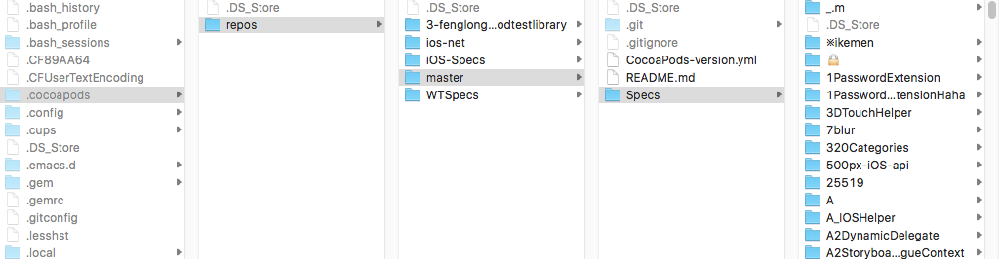 .bash_history
.bash_profile
.bash_sessions
.CF89AA64
.CFUserTextEncoding
.cocoapods
.config
.cups
.DS_Store
.emacs.d
.gem
.gemrc
.gitconfig
.lesshst
.local
.DS_Store
repos
.DS_Store
3-fenglong...odtestlibrary
ios-net
iOS-Specs
master
WTSpecs
.DS_Store
.git
.gitignore
CocoaPods-version.yml
README.md
Specs
_.m
.DS_Store
※ikemen
🔒
1PasswordExtension
1Password...tensionHaha
3DTouchHelper
7blur
320Categories
500px-iOS-api
25519
A
A_IOSHelper
A2DynamicDelegate
A2Storyboa...gueContext